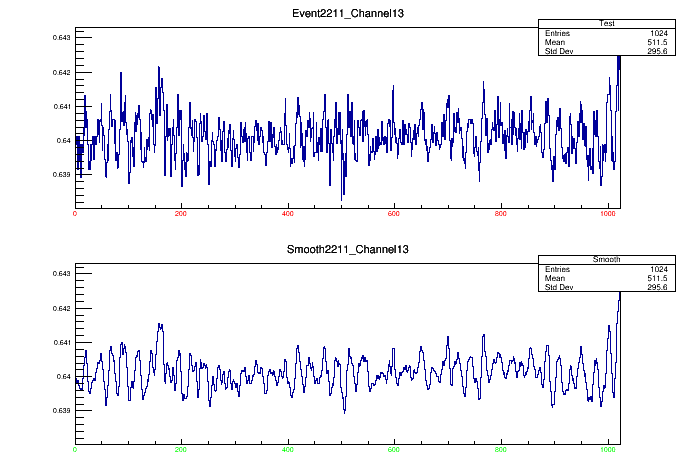 Event2211_Channel13
Test
Entries 1024
Mean 511.5
Std Dev 295.6
0.643
0.642
0.641
0.64
0.639
0 200 400 600 800 1000
Smooth2211_Channel13
Smooth
Entries 1024
Mean 511.5
Std Dev 295.6
0.643
0.642
0.641
0.64
0.639
0 200 400 600 800 1000